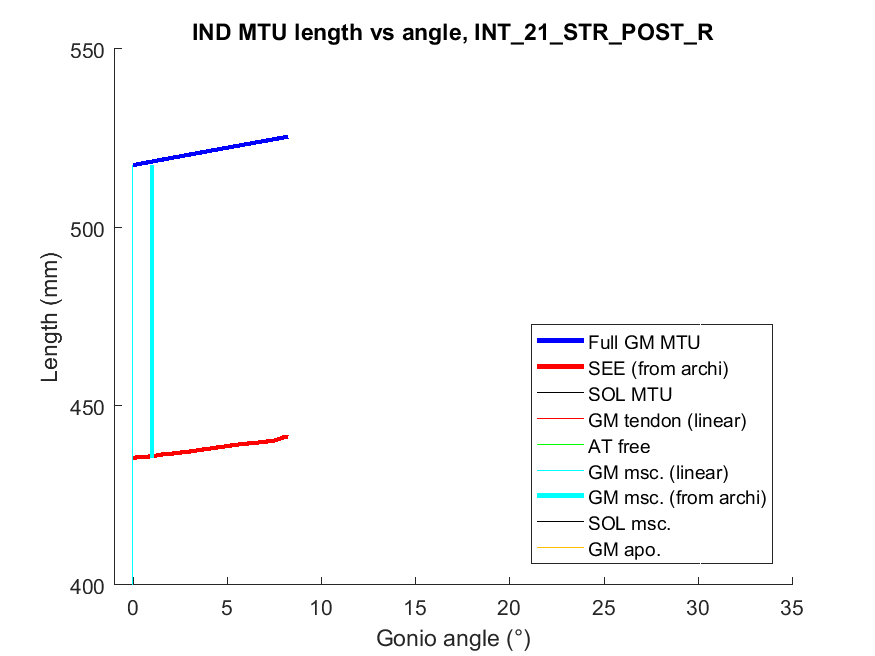 IND MTU length vs angle, INT_21_STR_POST_R
550
500
450
400
Length (mm)
0 5 10 15 20 25 30 35
Gonio angle (°)
Full GM MTU
SEE (from archi)
SOL MTU
GM tendon (linear)
AT free
GM msc. (linear)
GM msc. (from archi)
SOL msc.
GM apo.